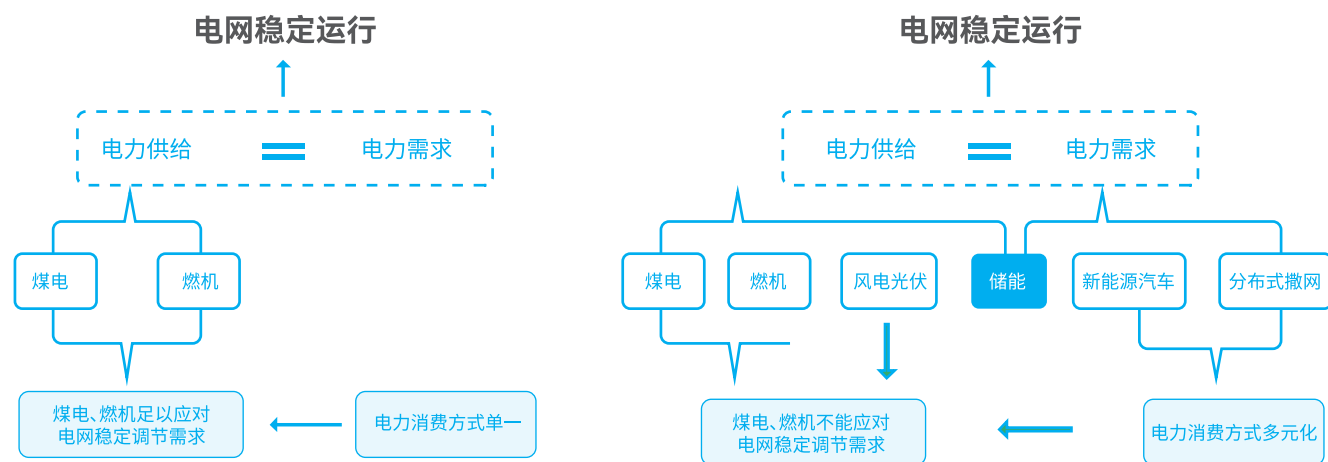 电网稳定运行
电力供给
电力需求
煤电
燃机
煤电、燃机足以应对
电网稳定调节需求
电力消费方式单一
电网稳定运行
电力供给
电力需求
煤电
燃机
风电光伏
储能
新能源汽车
分布式撒网
煤电、燃机不能应对
电网稳定调节需求
电力消费方式多元化